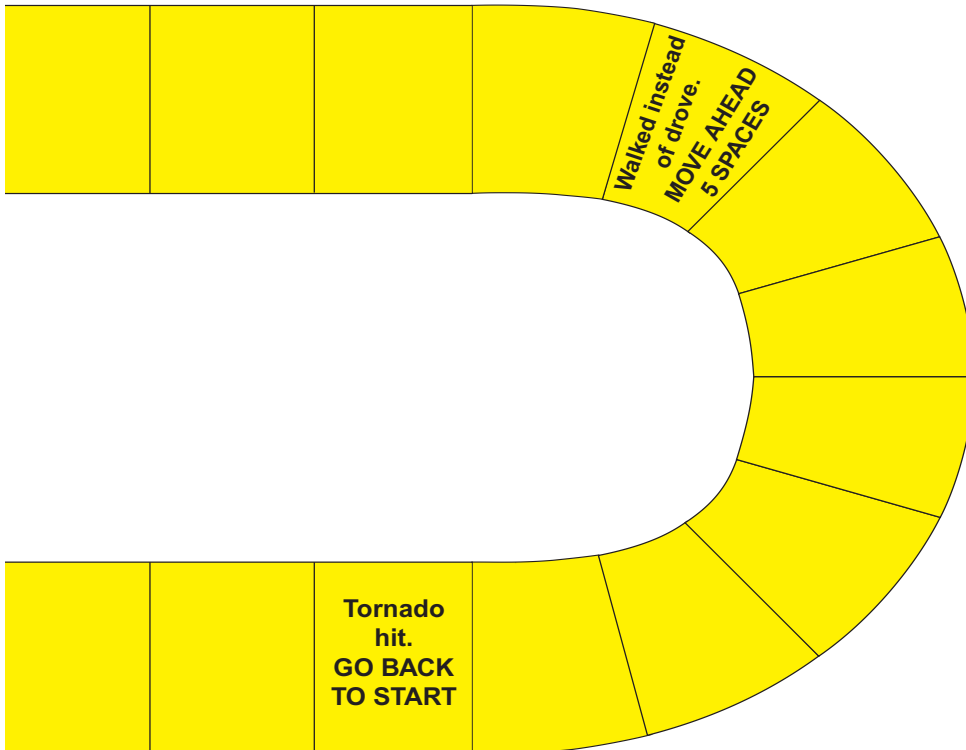 Walked instead
of drove.
MOVE AHEAD
5 SPACES
Tornado
hit.
GO BACK
TO START